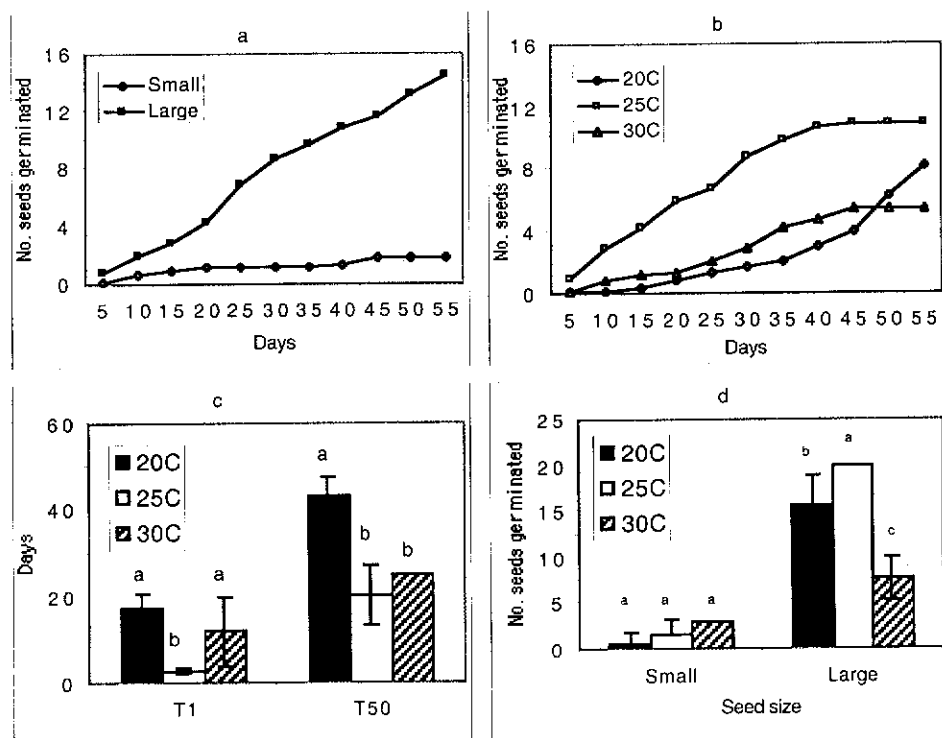 a
16
12
8
4
0
No. seeds germinated
Small
Large
5 10 15 20 25 30 35 40 45 50 55
Days
b
16
12
8
4
0
No. seeds germinated
20C
25C
30C
5 10 15 20 25 30 35 40 45 50 55
Days
c
60
40
20
0
Days
20C
25C
30C
a
b
a
a
b
b
T1
T50
d
25
20
15
10
5
0
No. seeds germinated
20C
25C
30C
a
a
a
b
a
c
Small
Large
Seed size